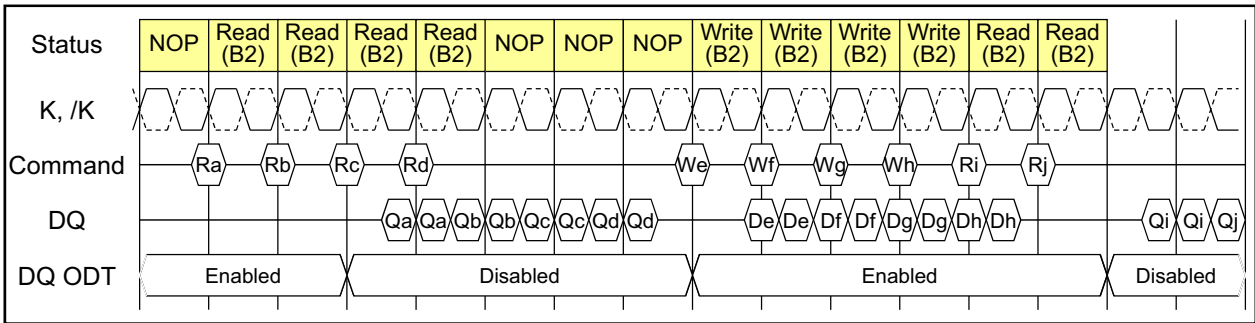 Status NOP Read (B2) Read (B2) Read (B2) Read (B2) NOP NOP NOP Write (B2) Write (B2) Write (B2) Write (B2) Read (B2) Read (B2)
K, /K
Command Ra Rb Rc Rd We Wf Wg Wh Ri Rj
DQ Qa Qa Qb Qb Qc Qc Qd Qd De De Df Df Dg Dg Dh Dh Qi Qi Qj
DQ ODT Enabled Disabled Enabled Disabled